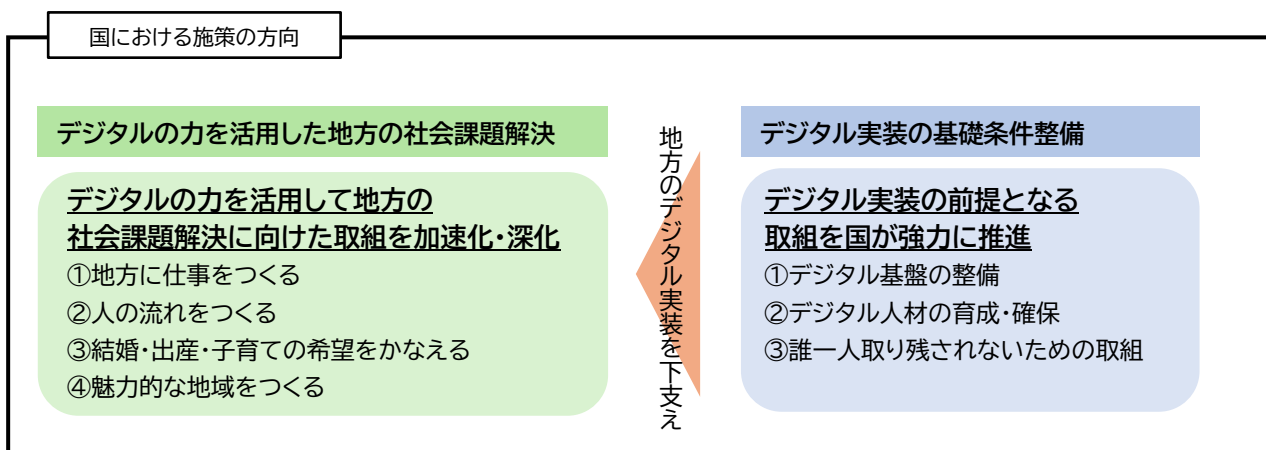 国における施策の方向
デジタルの力を活用した地方の社会課題解決
デジタルの力を活用して地方の
社会課題解決に向けた取組を加速化・深化
①地方に仕事をつくる
②人の流れをつくる
③結婚・出産・子育ての希望をかなえる
④魅力的な地域をつくる
地方のデジタル実装を下支え
デジタル実装の基礎条件整備
デジタル実装の前提となる
取組を国が強力に推進
①デジタル基盤の整備
②デジタル人材の育成・確保
③誰一人取り残されないための取組